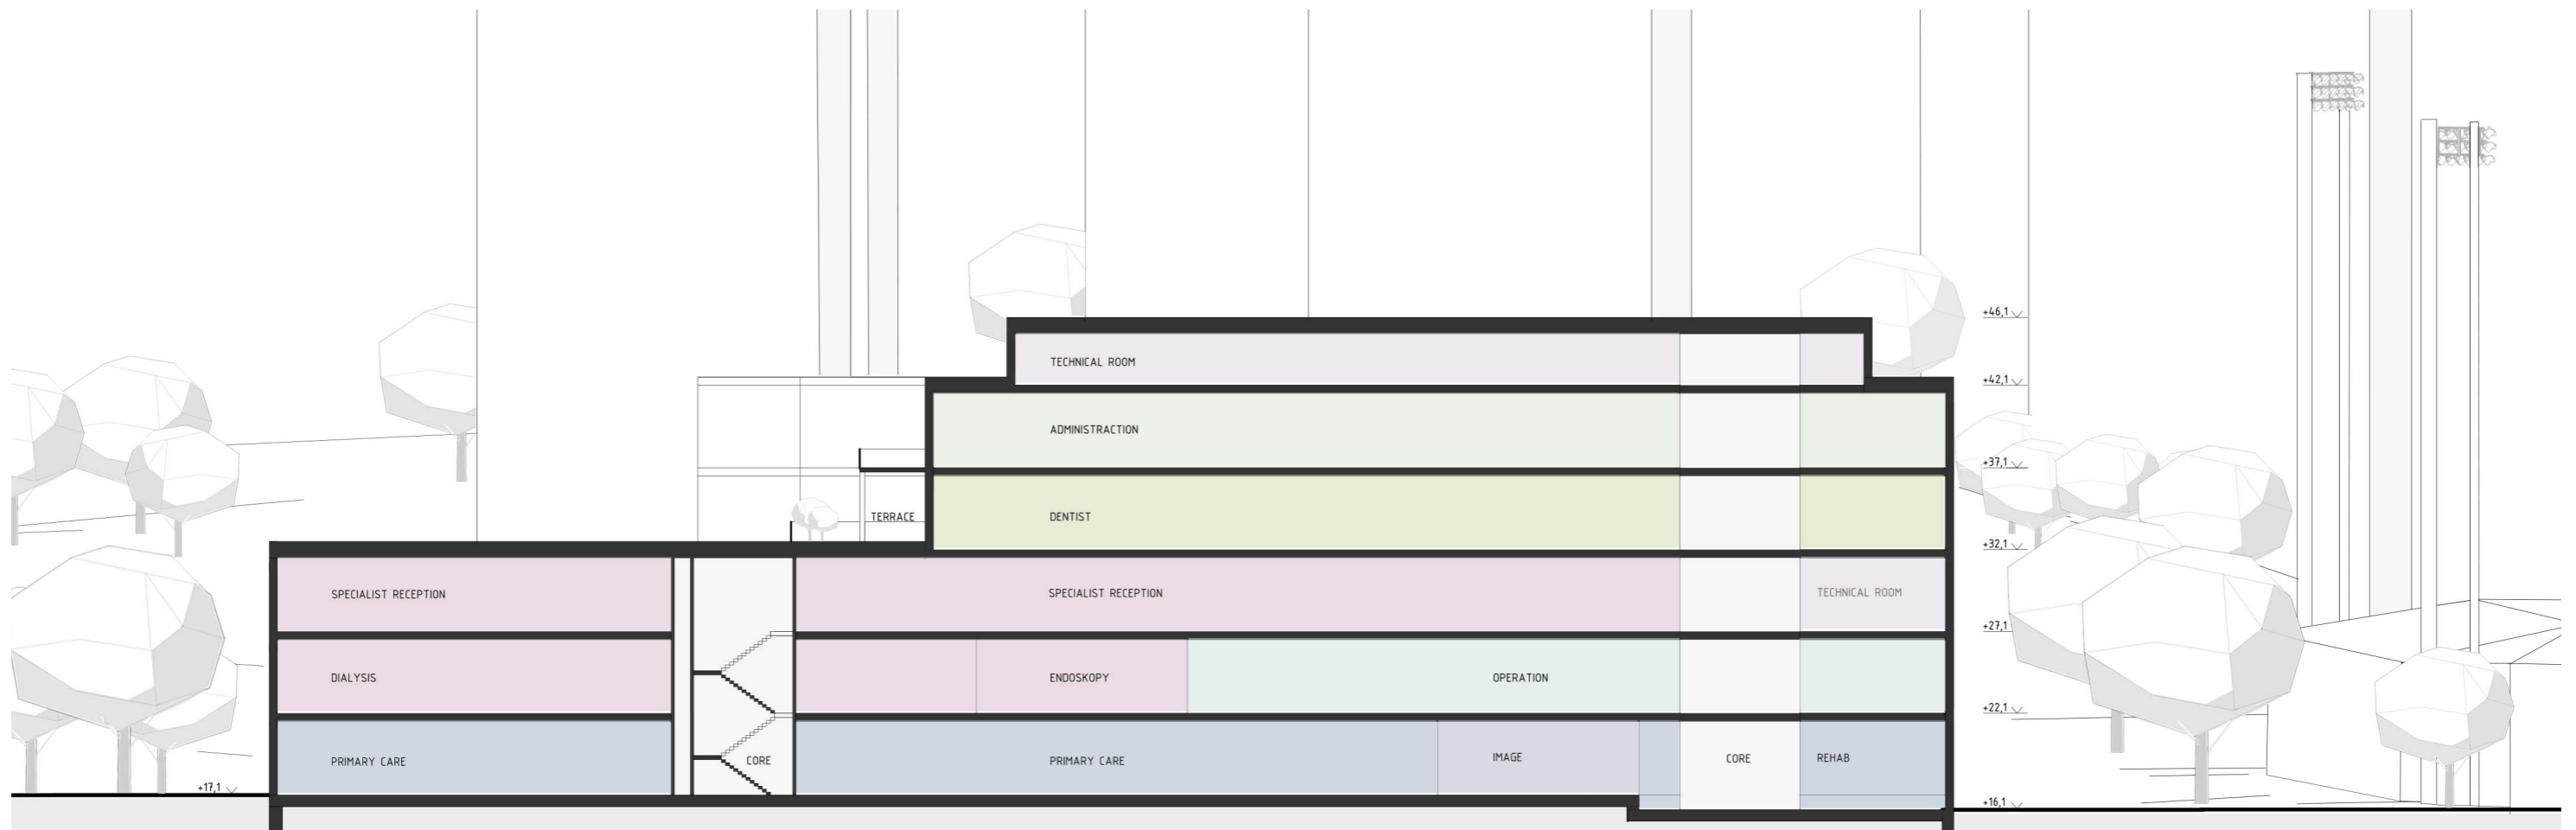 +46,1
TECHNICAL ROOM
+42,1
ADMINISTRACTION
+37,1
TERRACE
DENTIST
+32,1
SPECIALIST RECEPTION
SPECIALIST RECEPTION
TECHNICAL ROOM
+27,1
DIALYSIS
ENDOSKOPY
OPERATION
+22,1
PRIMARY CARE
CORE
PRIMARY CARE
IMAGE
CORE
REHAB
+17,1
+16,1